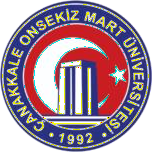 ÇANAKKALE ONSEKİZ MART ÜNİVERSİTESİ
• 1992 •